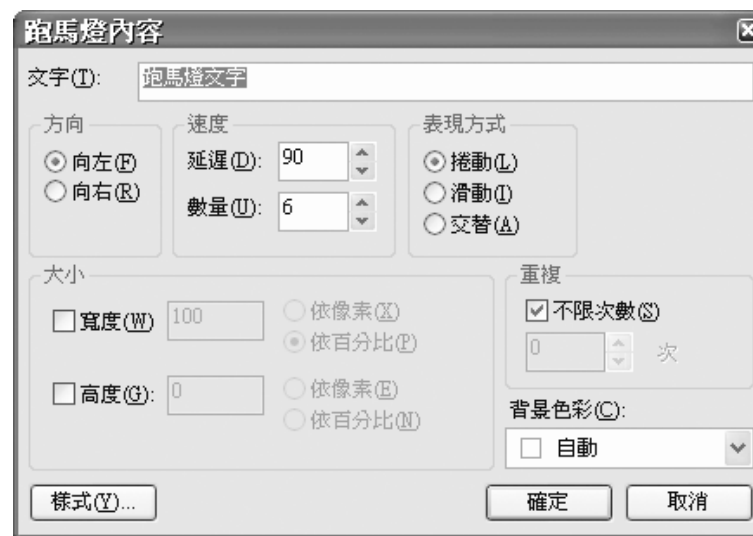 跑馬燈內容
文字(T): 跑馬燈文字
方向
向左(F)
向右(R)
速度
延遲(D): 90
數量(U): 6
表現方式
捲動(L)
滑動(I)
交替(A)
大小
寬度(W) 100
依像素(X)
依百分比(P)
高度(G): 0
依像素(E)
依百分比(N)
重複
不限次數(S)
0 次
背景色彩(C):
自動
樣式(Y)... 確定 取消